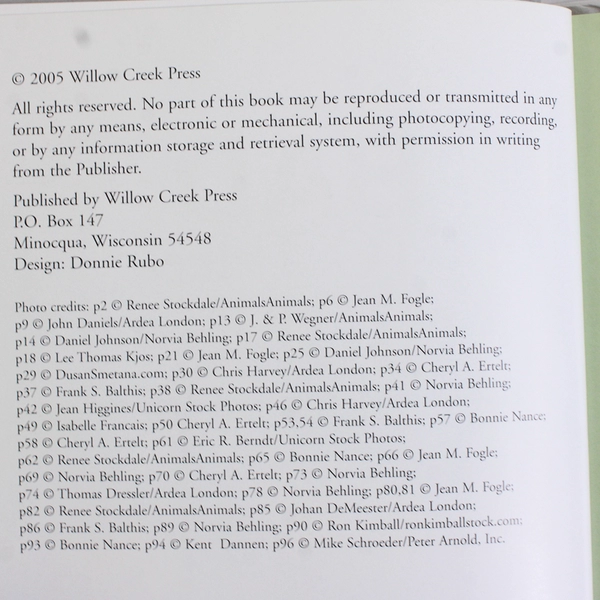 © 2005 Willow Creek Press
All rights reserved. No part of this book may be reproduced or transmitted in any
form by any means, electronic or mechanical, including photocopying, recording,
or by any information storage and retrieval system, with permission in writing
from the Publisher.
Published by Willow Creek Press
P.O. Box 147
Minocqua, Wisconsin 54548
Design: Donnie Rubo
Photo credits: p2 © Renee Stockdale/AnimalsAnimals; p6 © Jean M. Fogle;
p9 © John Daniels/Ardea London; p13 © J. & P. Wegner/AnimalsAnimals;
p14 © Daniel Johnson/Norvia Behling; p17 © Renee Stockdale/AnimalsAnimals;
p18 © Lee Thomas Kjos; p21 © Jean M. Fogle; p25 © Daniel Johnson/Norvia Behling;
p29 © DusanSmetana.com; p30 © Chris Harvey/Ardea London; p34 © Cheryl A. Ertelt;
p37 © Frank S. Balthis; p38 © Renee Stockdale/AnimalsAnimals; p41 © Norvia Behling;
p42 © Jean Higgines/Unicorn Stock Photos; p46 © Chris Harvey/Ardea London;
p49 © Isabelle Francais; p50 Cheryl A. Ertelt; p53,54 © Frank S. Balthis; p57 © Bonnie Nance;
p58 © Cheryl A. Ertelt; p61 © Eric R. Berndt/Unicorn Stock Photos;
p62 © Renee Stockdale/AnimalsAnimals; p65 © Bonnie Nance; p66 © Jean M. Fogle;
p69 © Norvia Behling; p70 © Cheryl A. Ertelt; p73 © Norvia Behling;
p74 © Thomas Dressler/Ardea London; p78 © Norvia Behling; p80,81 © Jean M. Fogle;
p82 © Renee Stockdale/AnimalsAnimals; p85 © Johan DeMeester/Ardea London;
p86 © Frank S. Balthis; p89 © Norvia Behling; p90 © Ron Kimball/ronkimballstock.com;
p93 © Bonnie Nance; p94 © Kent Dannen; p96 © Mike Schroeder/Peter Arnold, Inc.